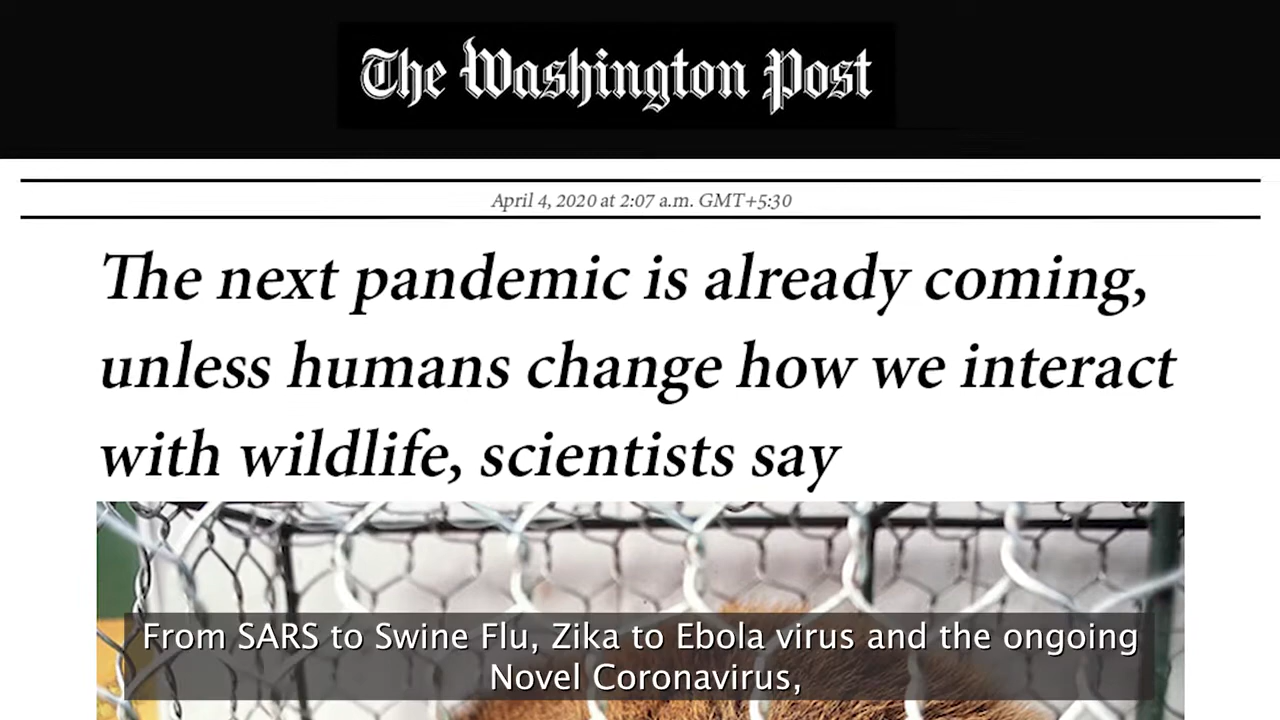 The Washington Post
April 4, 2020 at 2:07 a.m. GMT+5:30
The next pandemic is already coming,
unless humans change how we interact
with wildlife, scientists say
From SARS to Swine Flu, Zika to Ebola virus and the ongoing
Novel Coronavirus,